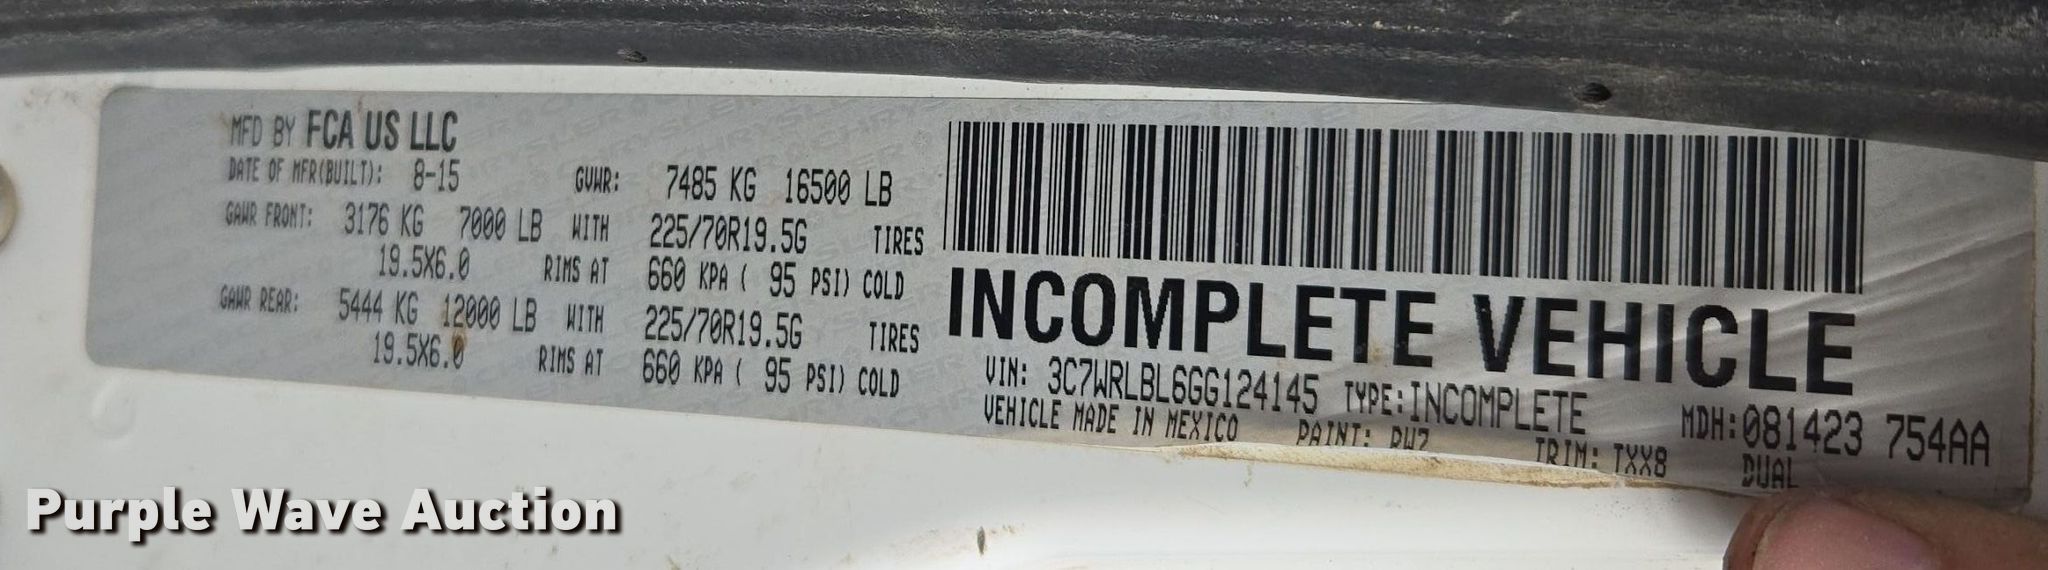 MFD BY FCA US LLC
DATE OF MFR(BUILT): 8-15 GVWR: 7485 KG 16500 LB
GAWR FRONT: 3176 KG 7000 LB WITH 225/70R19.5G TIRES
19.5X6.0 RIMS AT 660 KPA ( 95 PSI) COLD
GAWR REAR: 5444 KG 12000 LB WITH 225/70R19.5G TIRES
19.5X6.0 RIMS AT 660 KPA ( 95 PSI) COLD
INCOMPLETE VEHICLE
VIN: 3C7WRLBL6GG124145 TYPE: INCOMPLETE MDH: 081423 754AA
VEHICLE MADE IN MEXICO PAINT: PW7 TRIM: TXX8 DUAL
Purple Wave Auction